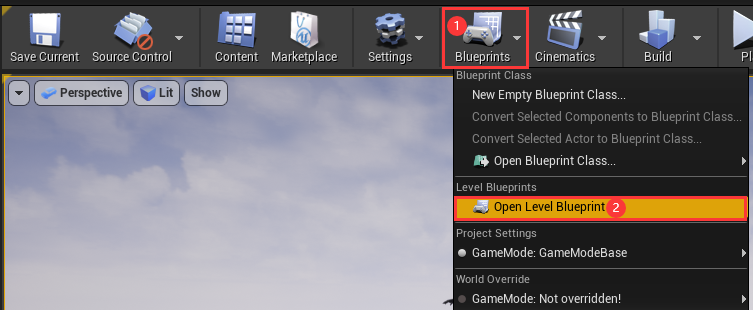 1
Save Current Source Control Content Marketplace Settings Blueprints Cinematics Build Pl
Perspective Lit Show
Blueprint Class
New Empty Blueprint Class...
Convert Selected Components to Blueprint Class...
Convert Selected Actor to Blueprint Class...
Open Blueprint Class...
Level Blueprints
Open Level Blueprint 2
Project Settings
GameMode: GameModeBase
World Override
GameMode: Not overridden!